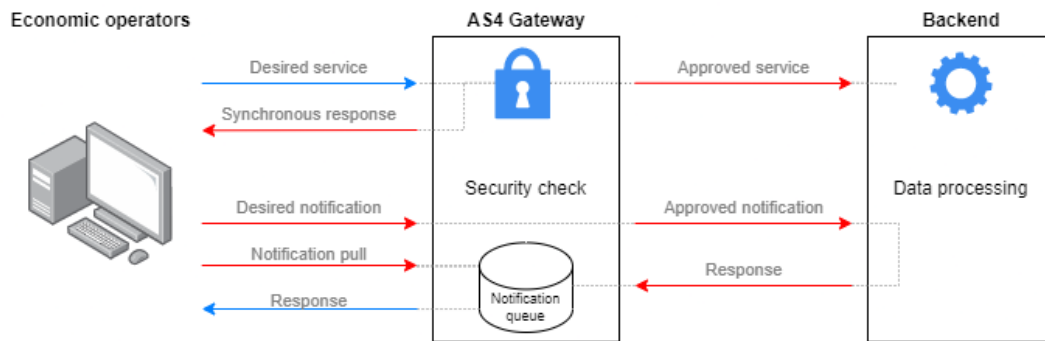 Economic operators
AS4 Gateway
Backend
Desired service
Approved service
Synchronous response
Security check
Data processing
Desired notification
Approved notification
Notification pull
Response
Response
Notification
queue